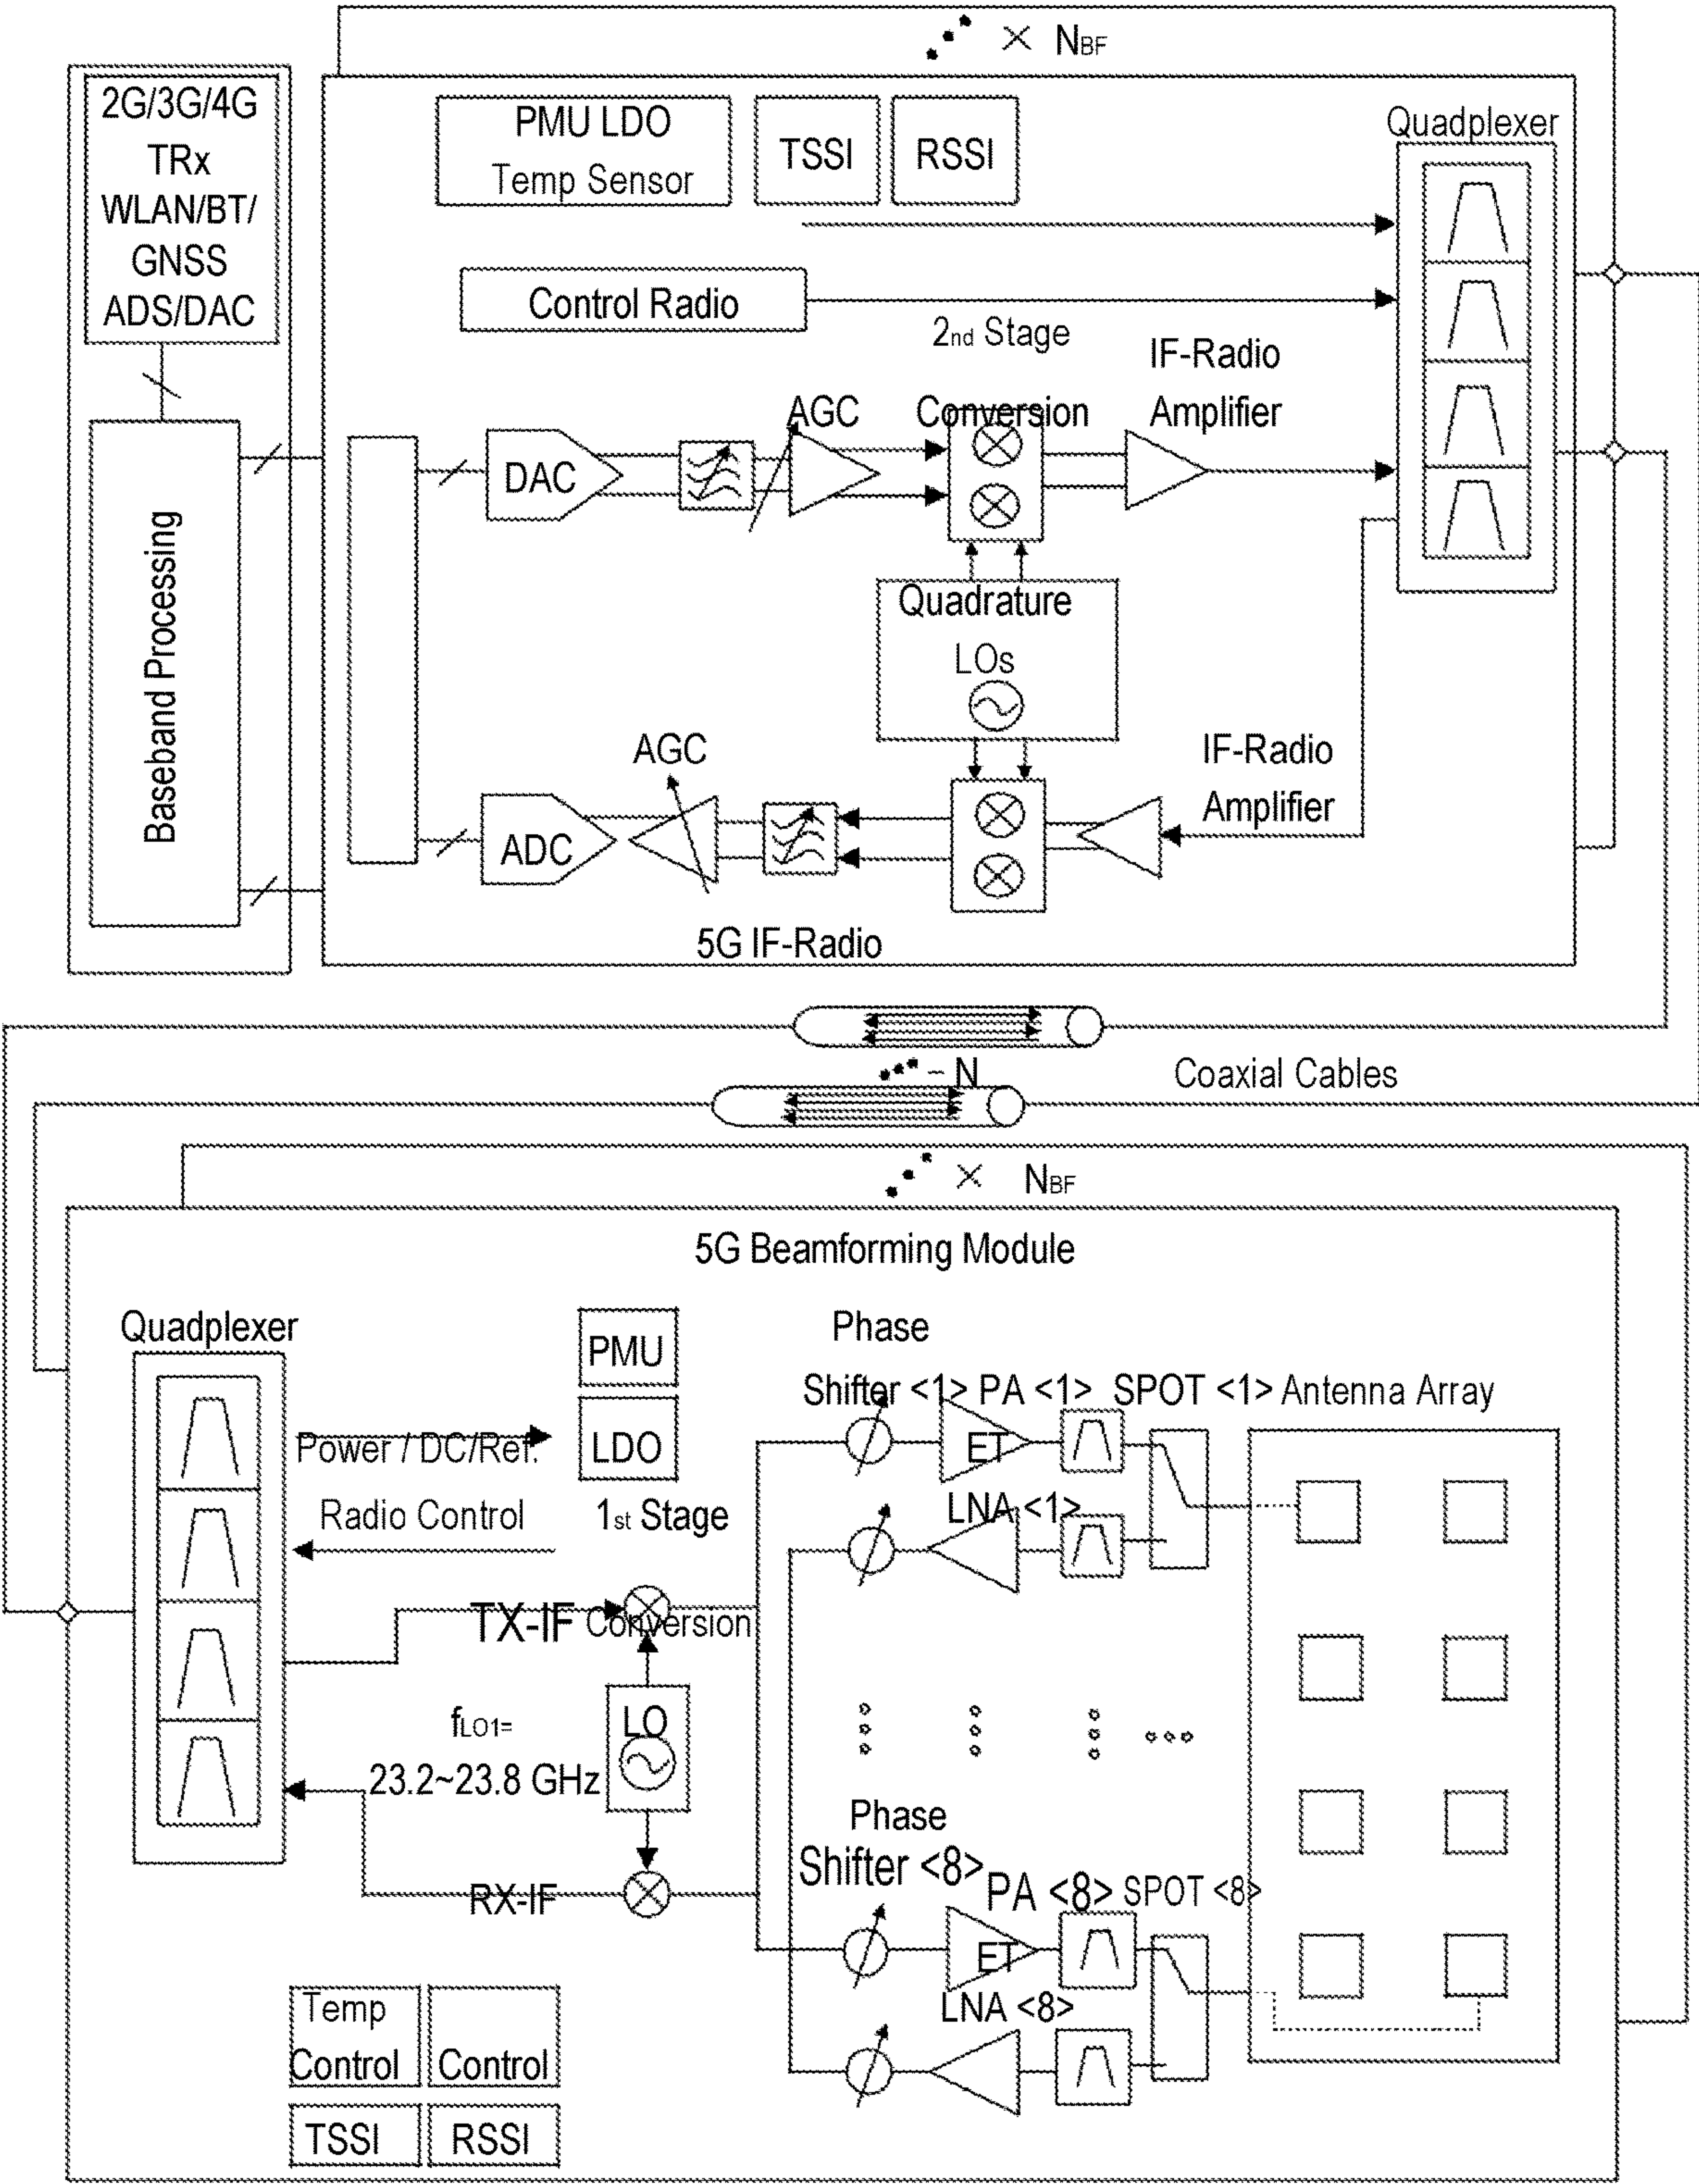 × NBF
2G/3G/4G
TRx
WLAN/BT/
GNSS
ADS/DAC
PMU LDO
Temp Sensor
TSSI
RSSI
Quadplexer
Control Radio
2nd Stage
Conversion
IF-Radio
Amplifier
AGC
DAC
Baseband Processing
Quadrature
LOs
AGC
IF-Radio
Amplifier
ADC
5G IF-Radio
– N
Coaxial Cables
× NBF
5G Beamforming Module
Quadplexer
PMU
LDO
Power / DC/Ref.
Radio Control
1st Stage
Conversion
TX-IF
fLO1=
23.2~23.8 GHz
LO
RX-IF
Phase
Shifter <1> PA <1> SPOT <1> Antenna Array
ET
LNA <1>
Phase
Shifter <8>
PA <8> SPOT <8>
ET
LNA <8>
Temp
Control
Control
TSSI
RSSI